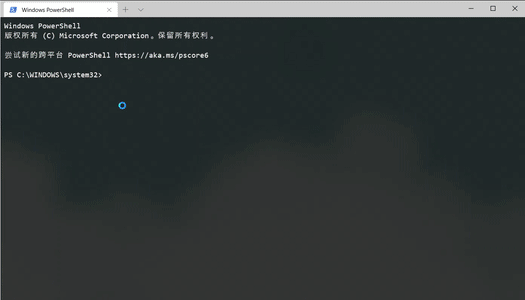 Windows PowerShell
Windows PowerShell
版权所有 (C) Microsoft Corporation。保留所有权利。
尝试新的跨平台 PowerShell https://aka.ms/pscore6
PS C:\WINDOWS\system32>